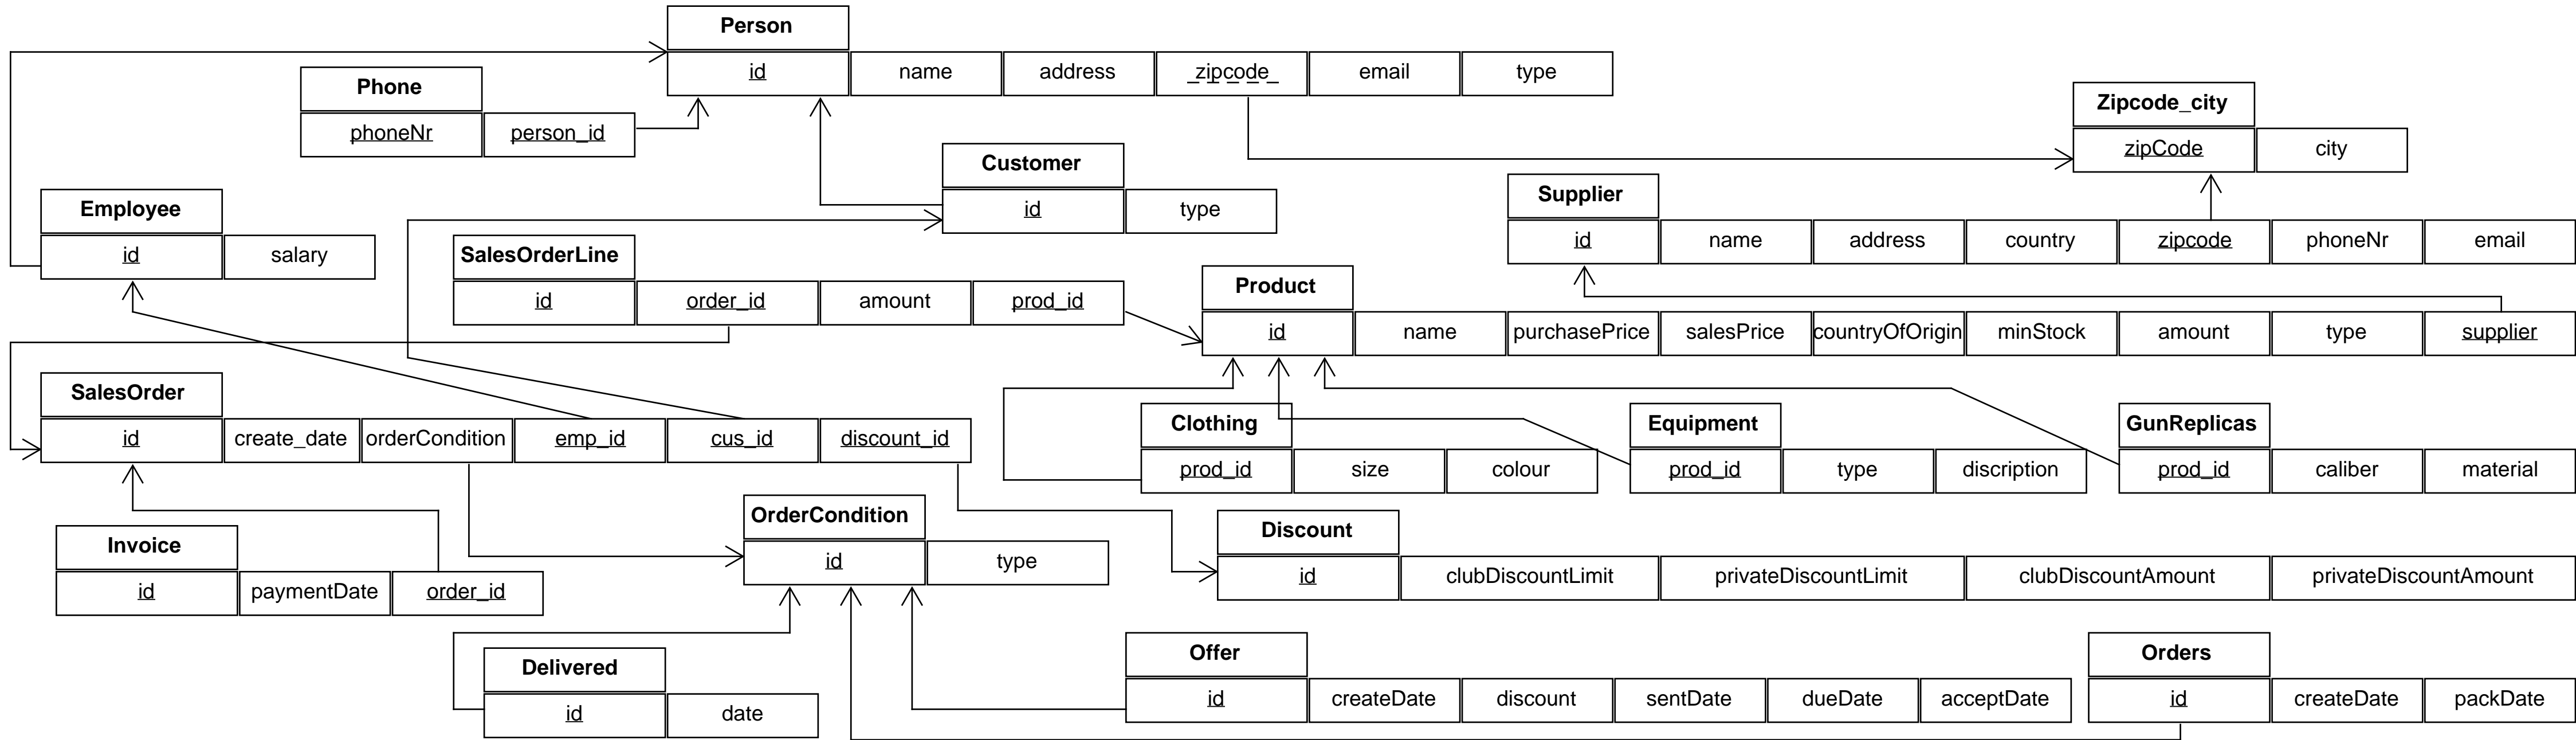 Person
id name address zipcode email type
Phone
phoneNr person_id
Zipcode_city
zipCode city
Customer
id type
Supplier
id name address country zipcode phoneNr email
Employee
id salary
SalesOrderLine
id order_id amount prod_id
Product
id name purchasePrice salesPrice countryOfOrigin minStock amount type supplier
SalesOrder
id create_date orderCondition emp_id cus_id discount_id
Clothing
prod_id size colour
Equipment
prod_id type discription
GunReplicas
prod_id caliber material
OrderCondition
id type
Discount
id clubDiscountLimit privateDiscountLimit clubDiscountAmount privateDiscountAmount
Invoice
id paymentDate order_id
Delivered
id date
Offer
id createDate discount sentDate dueDate acceptDate
Orders
id createDate packDate